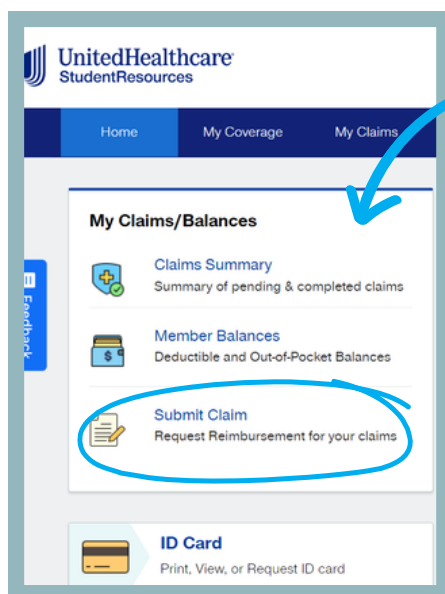 UnitedHealthcare
StudentResources
Home My Coverage My Claims
My Claims/Balances
Claims Summary
Summary of pending & completed claims
Member Balances
Deductible and Out-of-Pocket Balances
Submit Claim
Request Reimbursement for your claims
Feedback
ID Card
Print, View, or Request ID card